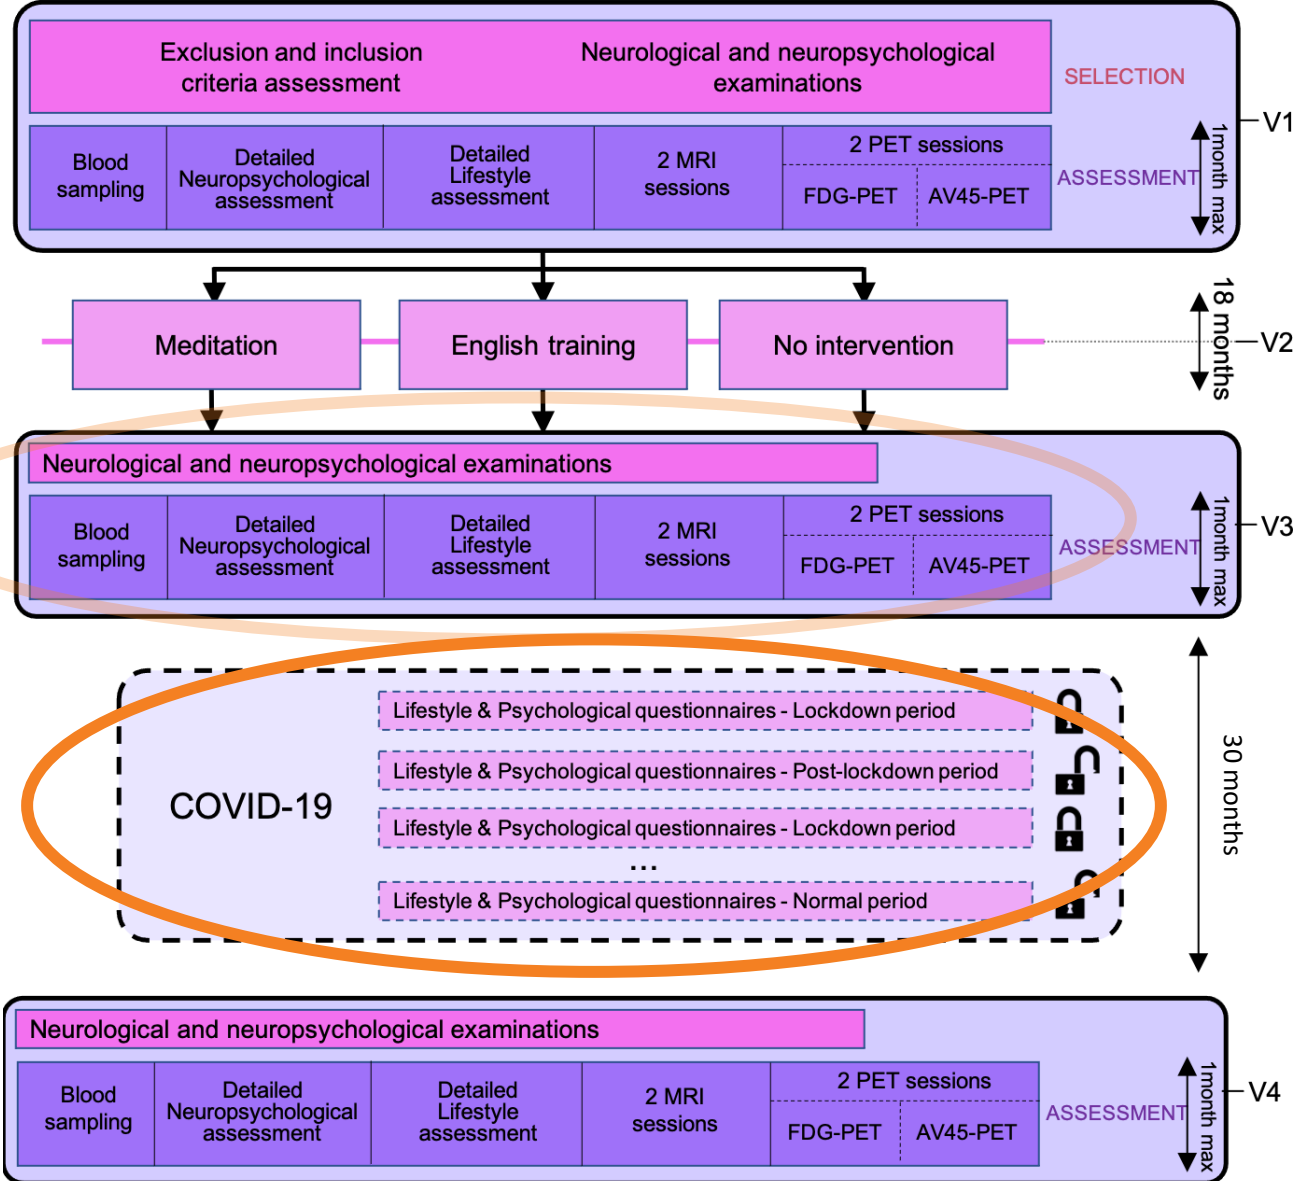 Exclusion and inclusion
criteria assessment
Neurological and neuropsychological
examinations
SELECTION
V1
Blood
sampling
Detailed
Neuropsychological
assessment
Detailed
Lifestyle
assessment
2 MRI
sessions
2 PET sessions
FDG-PET
AV45-PET
ASSESSMENT
1month max
Meditation
English training
No intervention
18 months
V2
Neurological and neuropsychological examinations
Blood
sampling
Detailed
Neuropsychological
assessment
Detailed
Lifestyle
assessment
2 MRI
sessions
2 PET sessions
FDG-PET
AV45-PET
ASSESSMENT
1month max
V3
COVID-19
Lifestyle & Psychological questionnaires - Lockdown period
Lifestyle & Psychological questionnaires - Post-lockdown period
Lifestyle & Psychological questionnaires - Lockdown period
...
Lifestyle & Psychological questionnaires - Normal period
30 months
Neurological and neuropsychological examinations
Blood
sampling
Detailed
Neuropsychological
assessment
Detailed
Lifestyle
assessment
2 MRI
sessions
2 PET sessions
FDG-PET
AV45-PET
ASSESSMENT
1month max
V4